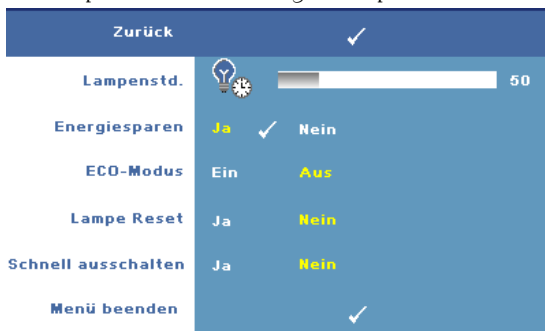 Zurück
Lampenstd. 50
Energiesparen Ja Nein
ECO-Modus Ein Aus
Lampe Reset Ja Nein
Schnell ausschalten Ja Nein
Menü beenden